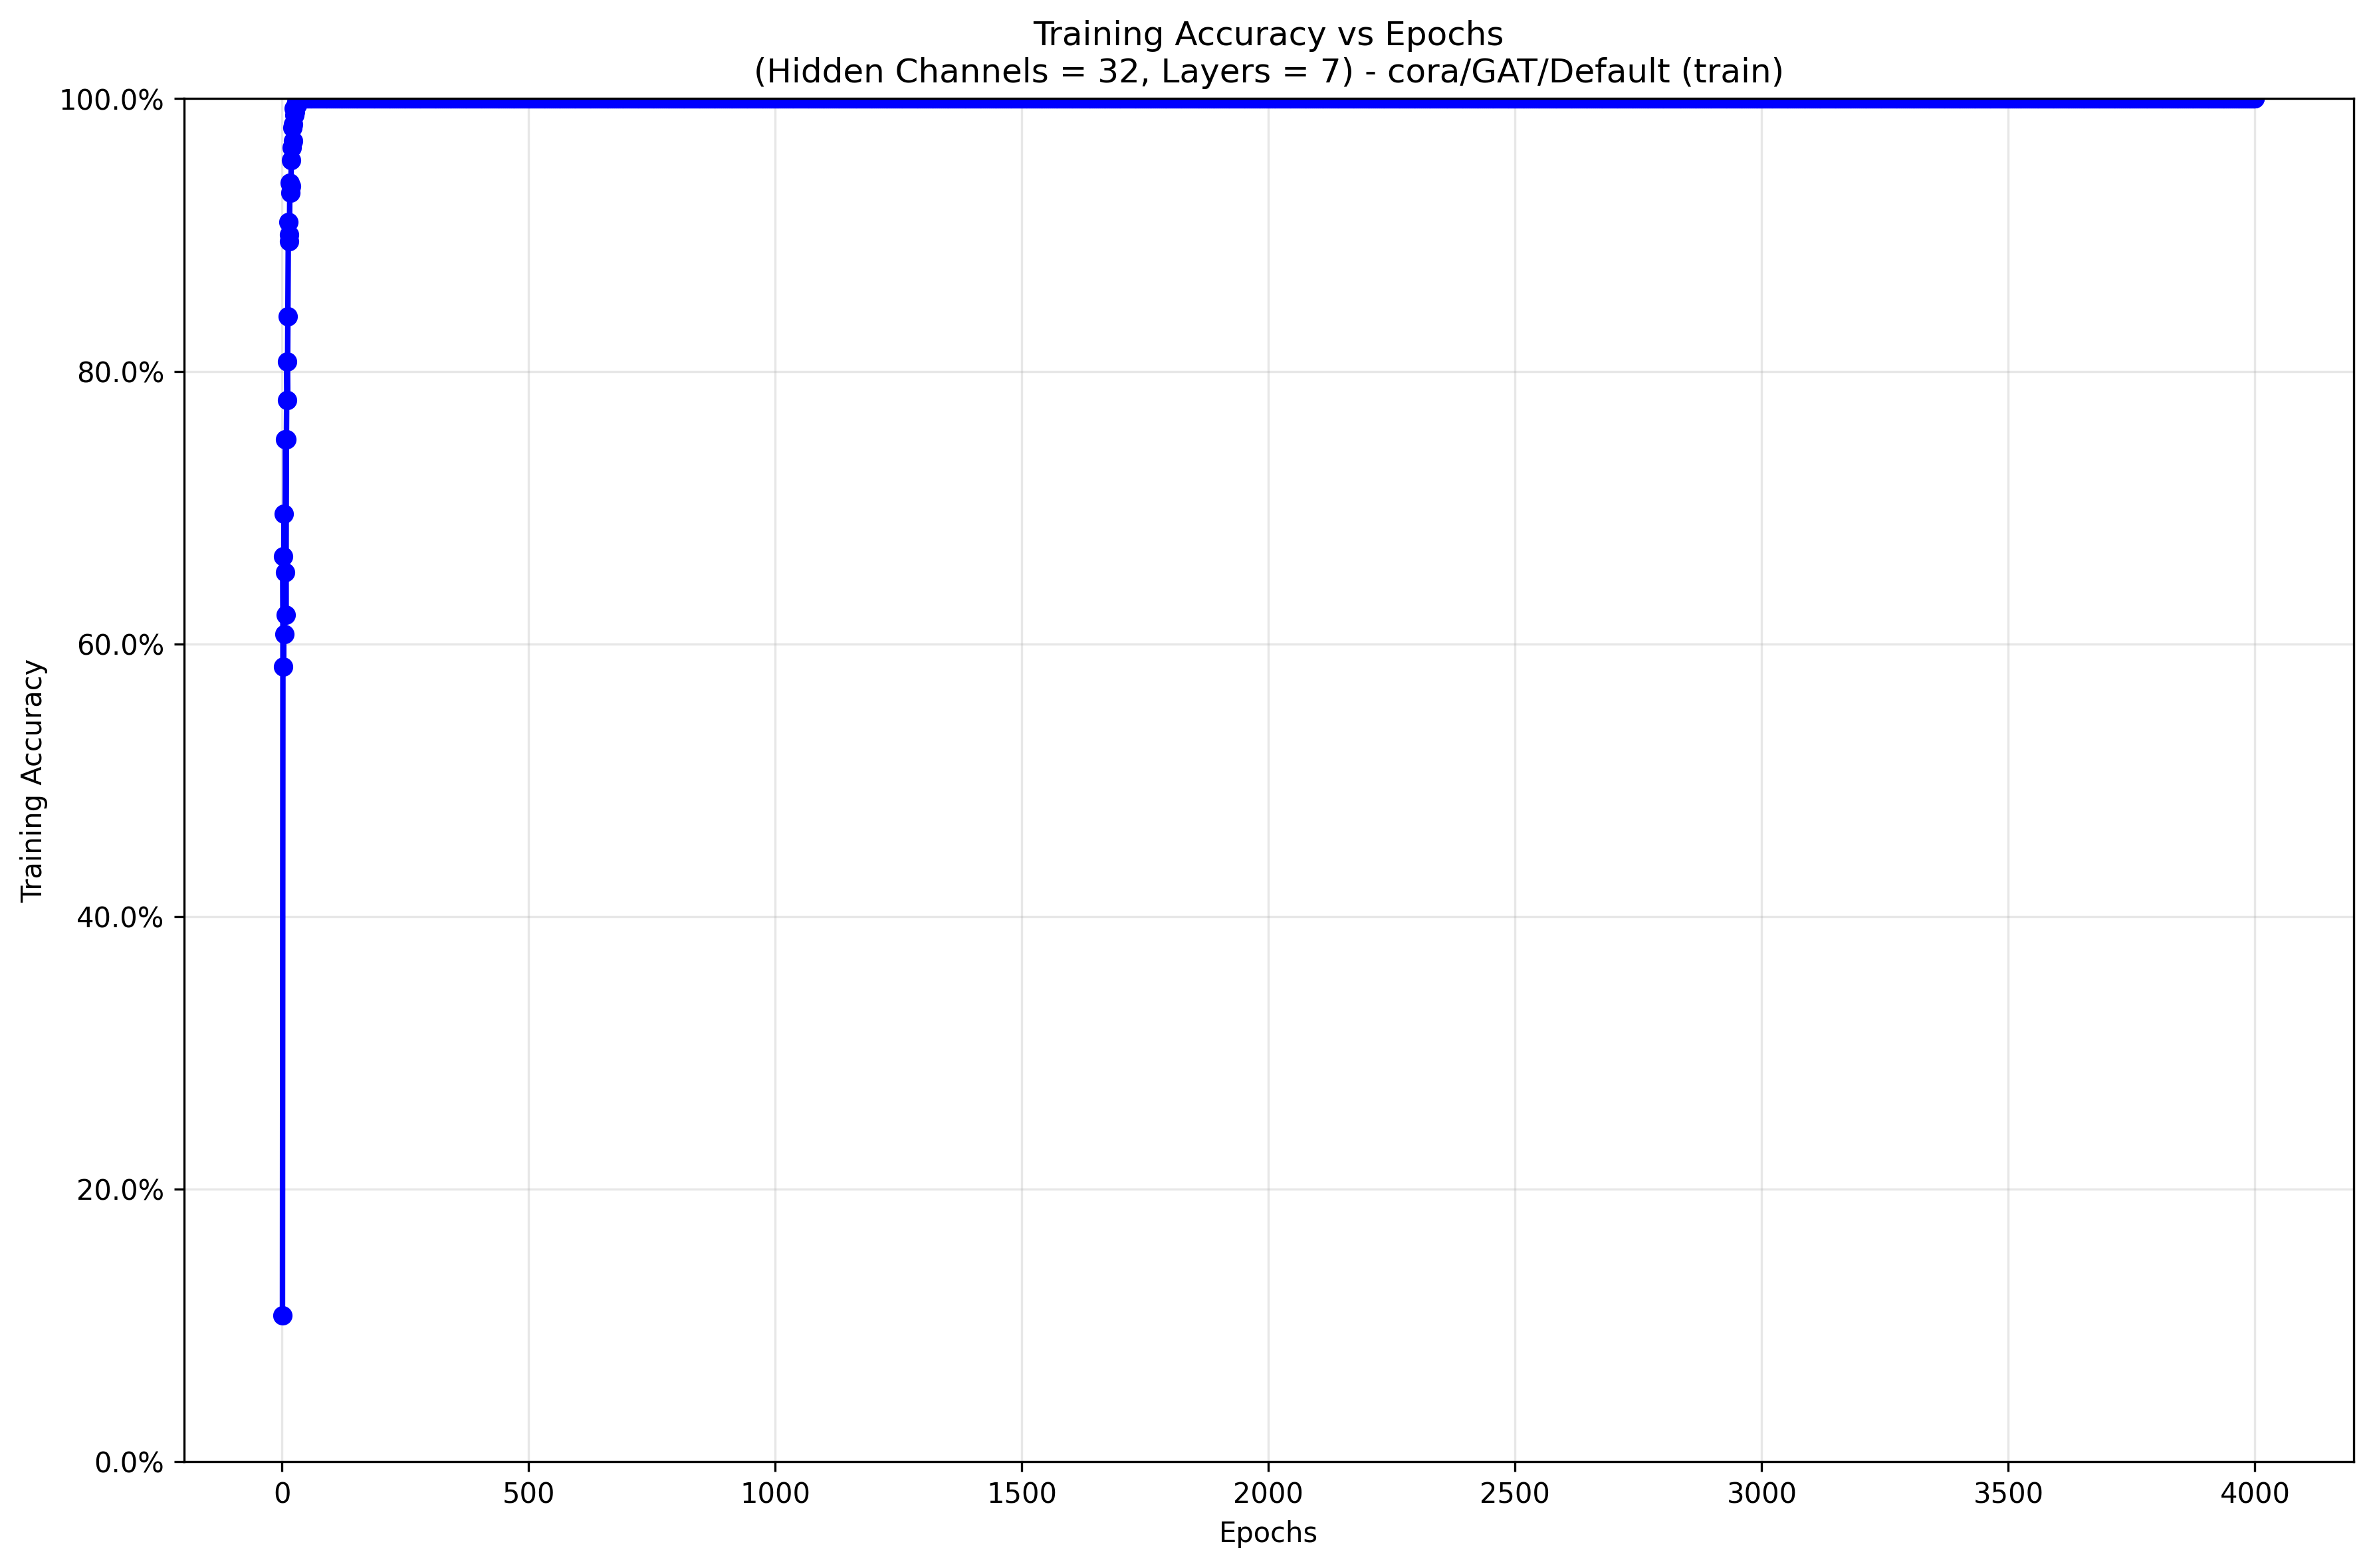 Training Accuracy vs Epochs
(Hidden Channels = 32, Layers = 7) - cora/GAT/Default (train)
100.0%
80.0%
60.0%
40.0%
20.0%
0.0%
Training Accuracy
0 500 1000 1500 2000 2500 3000 3500 4000
Epochs